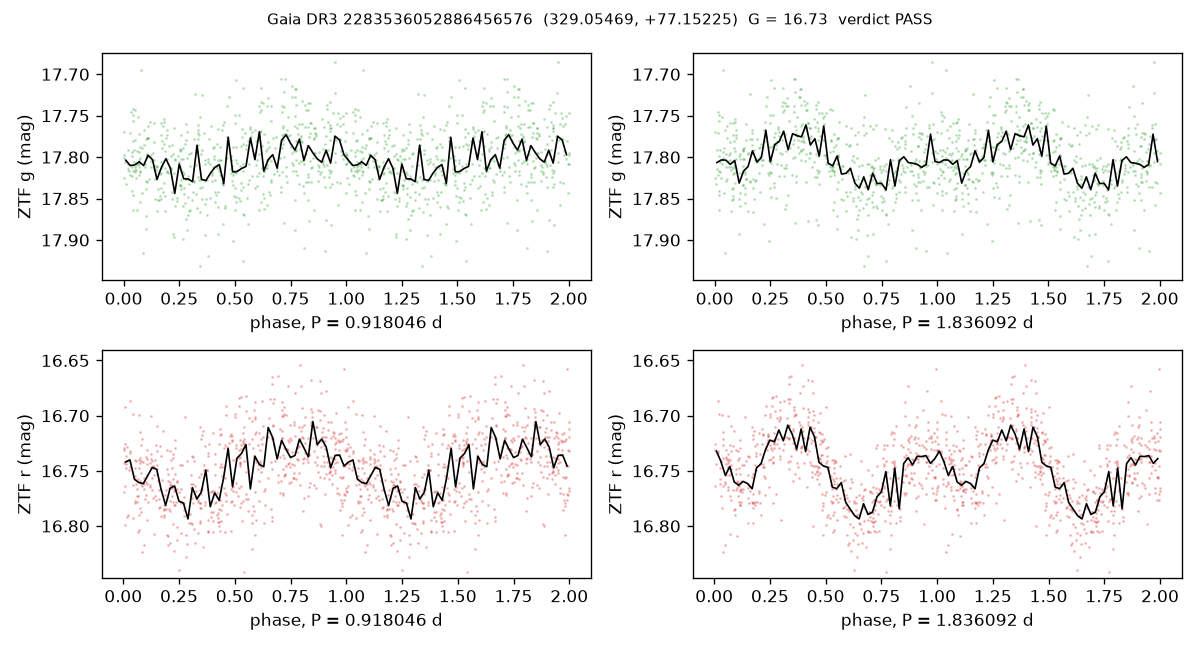 Gaia DR3 2283536052886456576 (329.05469, +77.15225) G = 16.73 verdict PASS
ZTF g (mag)
17.70
17.75
17.80
17.85
17.90
0.00 0.25 0.50 0.75 1.00 1.25 1.50 1.75 2.00
phase, P = 0.918046 d
ZTF g (mag)
17.70
17.75
17.80
17.85
17.90
0.00 0.25 0.50 0.75 1.00 1.25 1.50 1.75 2.00
phase, P = 1.836092 d
ZTF r (mag)
16.65
16.70
16.75
16.80
0.00 0.25 0.50 0.75 1.00 1.25 1.50 1.75 2.00
phase, P = 0.918046 d
ZTF r (mag)
16.65
16.70
16.75
16.80
0.00 0.25 0.50 0.75 1.00 1.25 1.50 1.75 2.00
phase, P = 1.836092 d